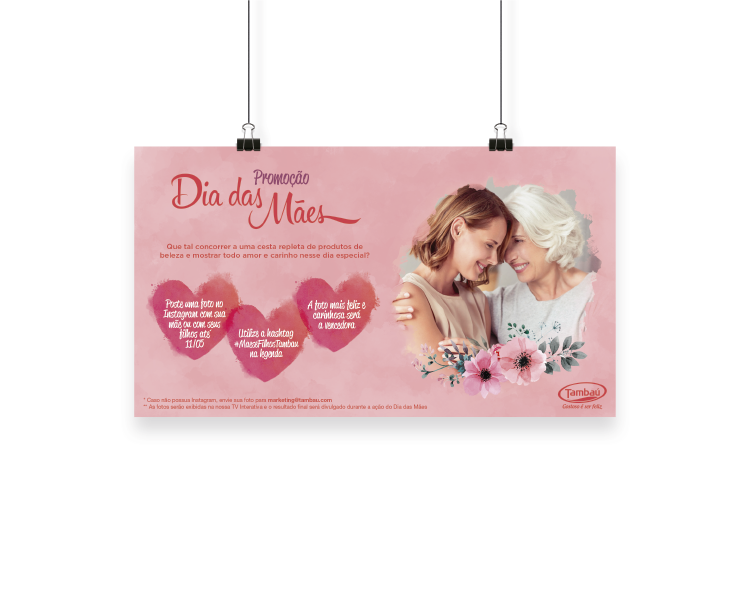 Promoção
Dia das
Mães
Que tal concorrer a uma cesta repleta de produtos de
beleza e mostrar todo amor e carinho nesse dia especial?
Poste uma foto no
Instagram com sua
mãe ou com seus
filhos até
11/05
Utilize a hashtag
#MaeseFilhosTambau
na legenda.
A foto mais feliz e
carinhosa será
a vencedora.
* Caso não possua Instagram, envie sua foto para marketing@tambau.com
** As fotos serão exibidas na nossa TV Interativa e o resultado final será divulgado durante a ação do Dia das Mães
Tambaú
Gostoso é ser feliz.